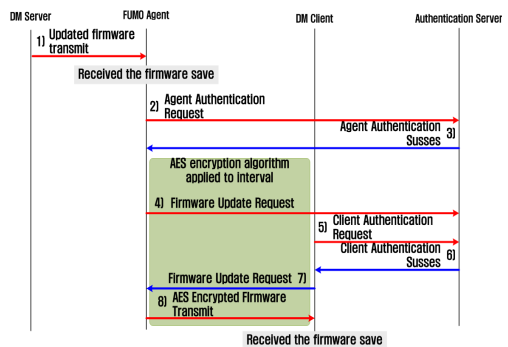 DM Server
FUMO Agent
DM Client
Authentication Server
1) Updated firmware
transmit
Received the firmware save
2) Agent Authentication
Request
Agent Authentication 3)
Susses
AES encryption algorithm
applied to interval
4) Firmware Update Request
5) Client Authentication
Request
Client Authentication 6)
Susses
Firmware Update Request 7)
8) AES Encrypted Firmware
Transmit
Received the firmware save